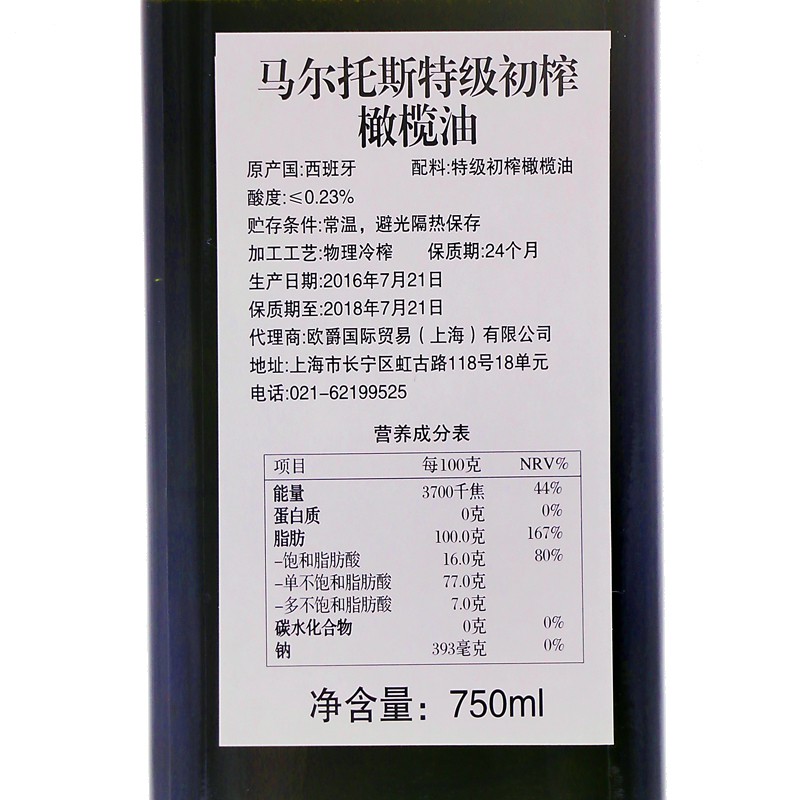 马尔托斯特级初榨
橄榄油
原产国:西班牙 配料:特级初榨橄榄油
酸度:≤0.23%
贮存条件:常温，避光隔热保存
加工工艺:物理冷榨 保质期:24个月
生产日期:2016年7月21日
保质期至:2018年7月21日
代理商:欧爵国际贸易（上海）有限公司
地址:上海市长宁区虹古路118号18单元
电话:021-62199525
营养成分表
项目 每100克 NRV%
能量 3700千焦 44%
蛋白质 0克 0%
脂肪 100.0克 167%
-饱和脂肪酸 16.0克 80%
-单不饱和脂肪酸 77.0克
-多不饱和脂肪酸 7.0克
碳水化合物 0克 0%
钠 393毫克 0%
净含量：750ml